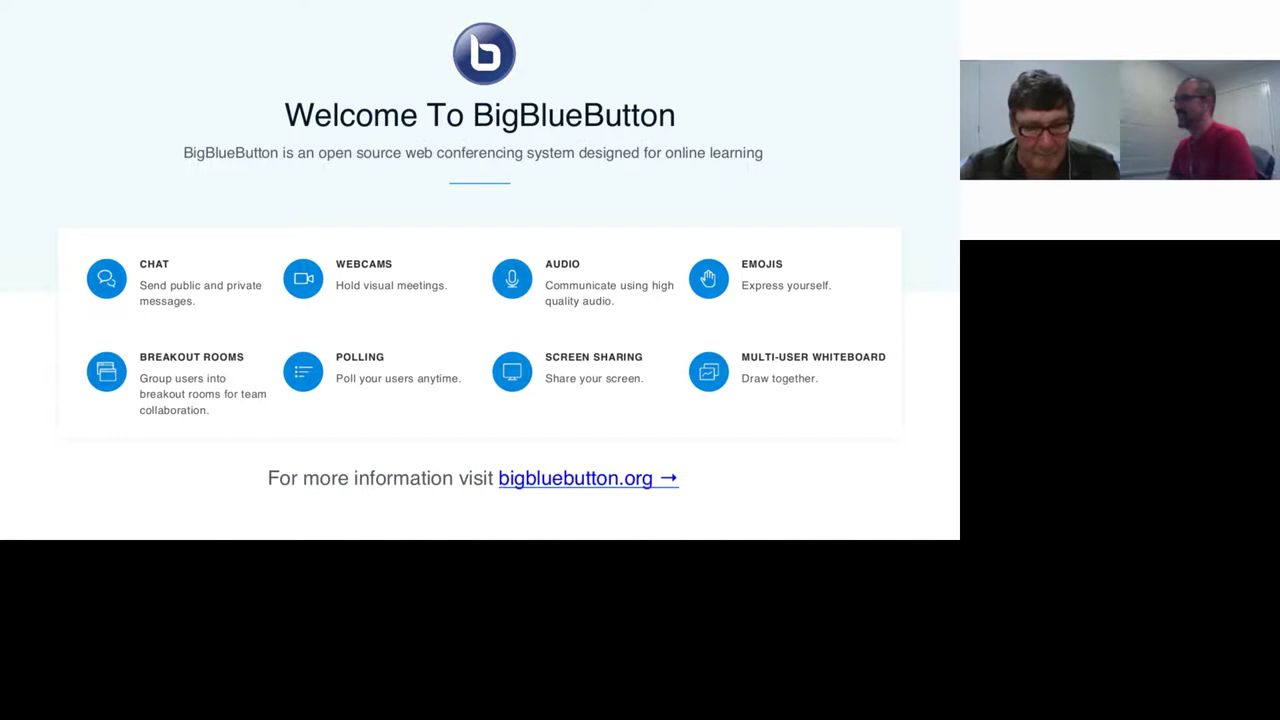 b
Welcome To BigBlueButton
BigBlueButton is an open source web conferencing system designed for online learning
CHAT
Send public and private
messages.
WEBCAMS
Hold visual meetings.
AUDIO
Communicate using high
quality audio.
EMOJIS
Express yourself.
BREAKOUT ROOMS
Group users into
breakout rooms for team
collaboration.
POLLING
Poll your users anytime.
SCREEN SHARING
Share your screen.
MULTI-USER WHITEBOARD
Draw together.
For more information visit bigbluebutton.org →